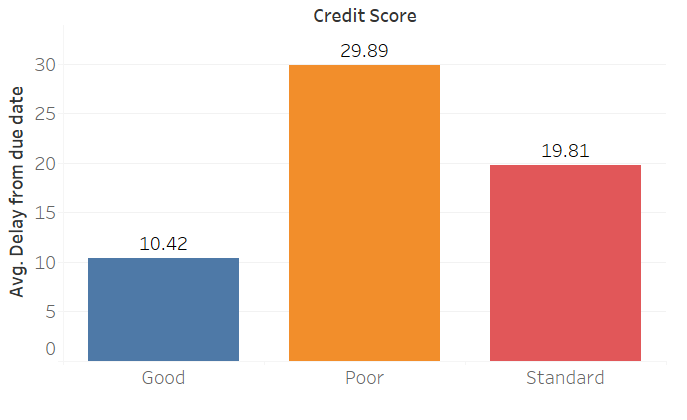 Credit Score
Avg. Delay from due date
30
25
20
15
10
5
0
10.42
29.89
19.81
Good
Poor
Standard